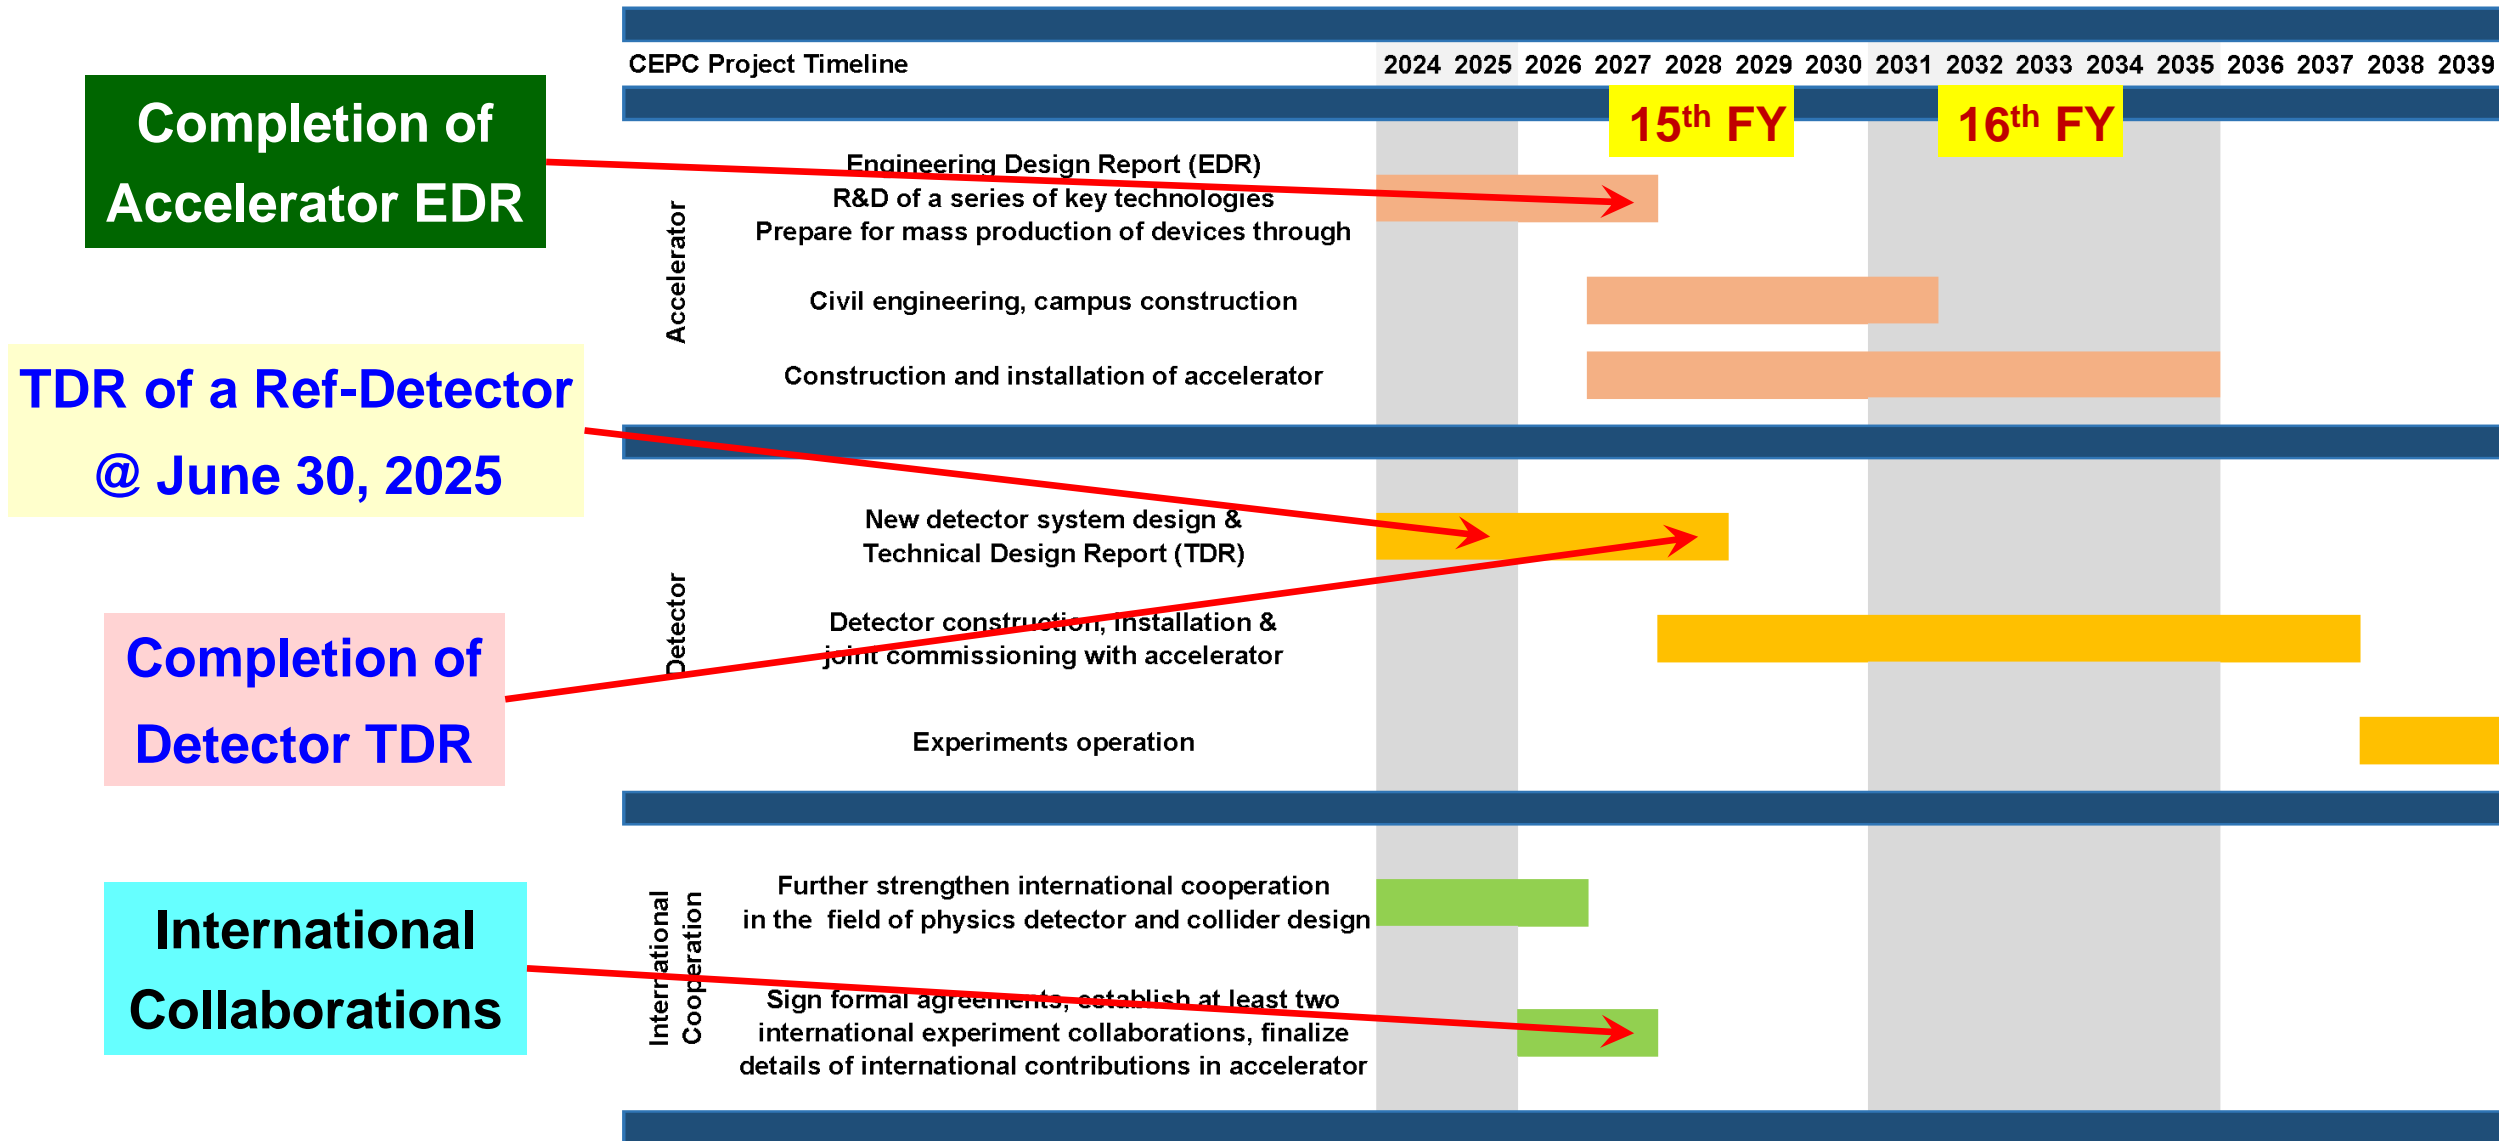 CEPC Project Timeline 2024 2025 2026 2027 2028 2029 2030 2031 2032 2033 2034 2035 2036 2037 2038 2039
15th FY 16th FY
Completion of
Accelerator EDR
TDR of a Ref-Detector
@ June 30, 2025
Completion of
Detector TDR
International
Collaborations
Accelerator
Engineering Design Report (EDR)
R&D of a series of key technologies
Prepare for mass production of devices through
Civil engineering, campus construction
Construction and installation of accelerator
Detector
New detector system design &
Technical Design Report (TDR)
Detector construction, installation &
joint commissioning with accelerator
Experiments operation
International
Cooperation
Further strengthen international cooperation
in the field of physics detector and collider design
Sign formal agreements, establish at least two
international experiment collaborations, finalize
details of international contributions in accelerator